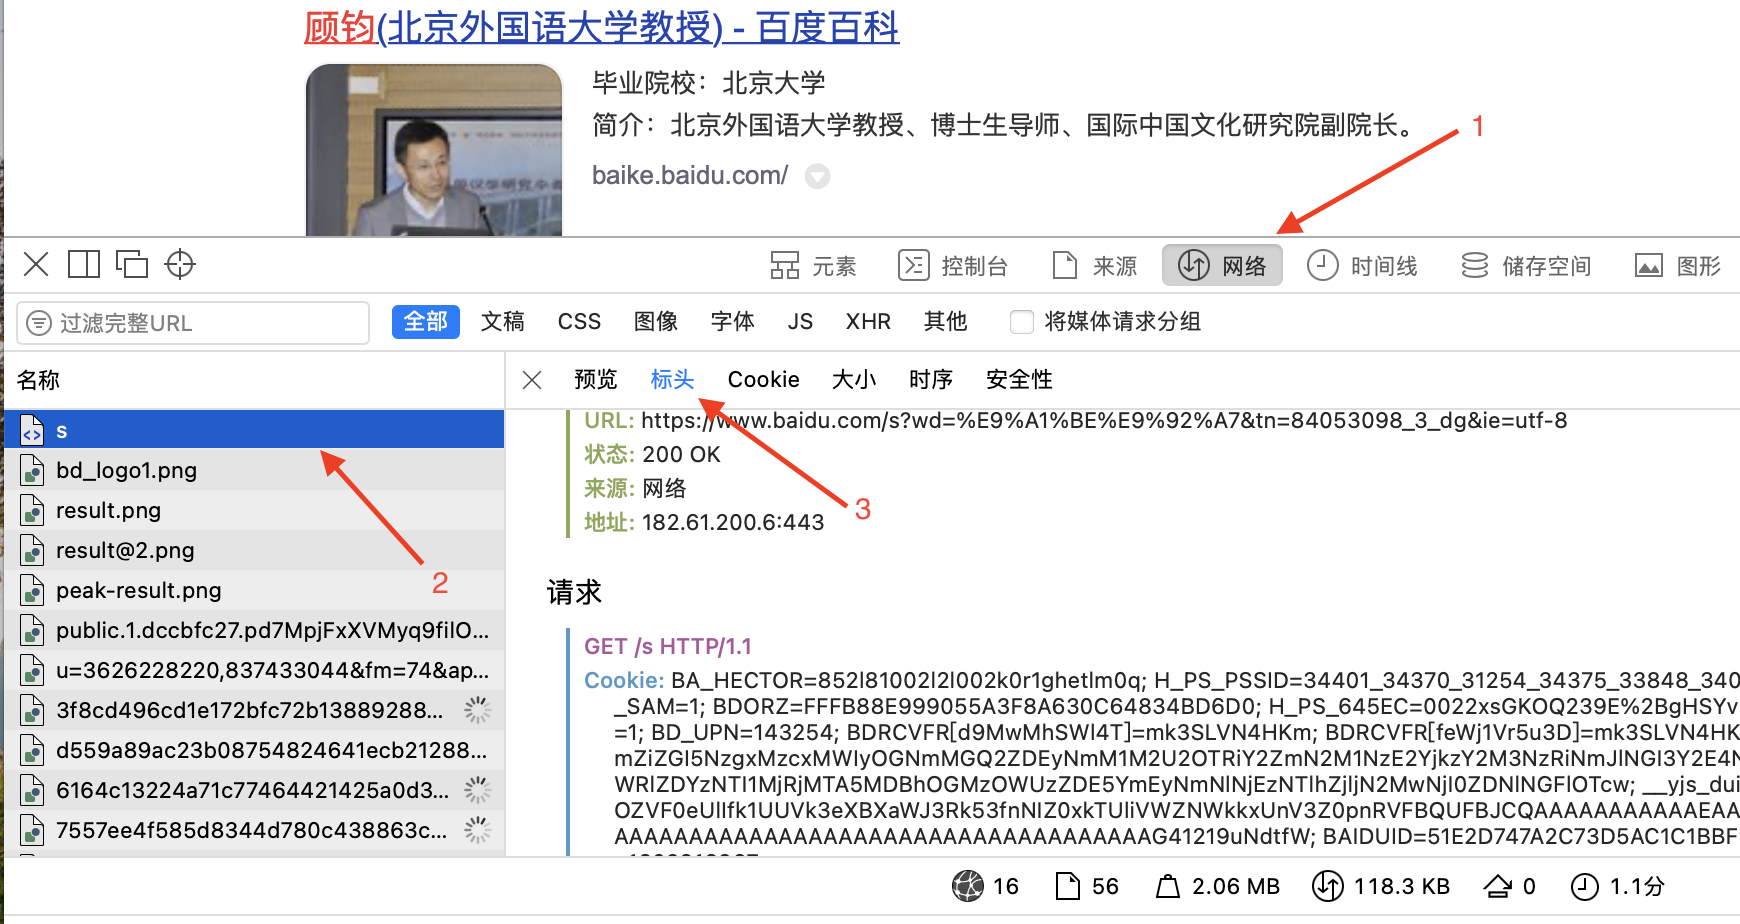 顾钧(北京外国语大学教授) - 百度百科
毕业院校：北京大学
简介：北京外国语大学教授、博士生导师、国际中国文化研究院副院长。
1
baike.baidu.com/
元素 控制台 来源 网络 时间线 储存空间 图形
过滤完整URL 全部 文稿 CSS 图像 字体 JS XHR 其他 将媒体请求分组
名称 预览 标头 Cookie 大小 时序 安全性
s
bd_logo1.png
result.png
result@2.png
2
peak-result.png
public.1.dccbfc27.pd7MpjFxXVMyq9filO...
u=3626228220,837433044&fm=74&ap...
3f8cd496cd1e172bfc72b13889288...
d559a89ac23b08754824641ecb21288...
6164c13224a71c77464421425a0d3...
7557ee4f585d8344d780c438863c...
URL: https://www.baidu.com/s?wd=%E9%A1%BE%E9%92%A7&tn=84053098_3_dg&ie=utf-8
状态: 200 OK
来源: 网络
3
地址: 182.61.200.6:443
请求
GET /s HTTP/1.1
Cookie: BA_HECTOR=852l81002l2l002k0r1ghetlm0q; H_PS_PSSID=34401_34370_31254_34375_33848_340
_SAM=1; BDORZ=FFFB88E999055A3F8A630C64834BD6D0; H_PS_645EC=0022xsGKOQ239E%2BgHSYv
=1; BD_UPN=143254; BDRCVFR[d9MwMhSWI4T]=mk3SLVN4HKm; BDRCVFR[feWj1Vr5u3D]=mk3SLVN4HK
mZiZGI5NzgxMzcxMWIyOGNmMGQ2ZDEyNmM1M2U2OTRiY2ZmN2M1NzE2YjkzY2M3NzRiNmJlNGI3Y2E4N
WRlZDYzNTI1MjRjMTA5MDBhOGMzOWUzZDE5YmEyNmNlNjEzNTlhZjljN2MwNjI0ZDNlNGFlOTcw; __yjs_dui
OZVF0eUllfk1UUVk3eXBXaWJ3Rk53fnNIZ0xkTUliVWZNWkkxUnV3Z0pnRVFBQUFBJCQAAAAAAAAAAAEAA
AAAAAAAAAAAAAAAAAAAAAAAAAAAAAAAAAAAAAG41219uNdtfW; BAIDUID=51E2D747A2C73D5AC1C1BBF
16 56 2.06 MB 118.3 KB 0 1.1分